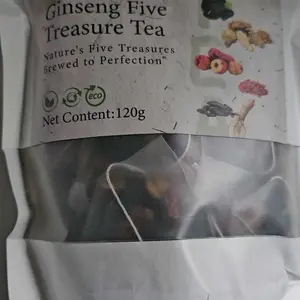 Ginseng Five
Treasure Tea
Nature's Five Treasures
Brewed to Perfection"
eco
Net Content:120g